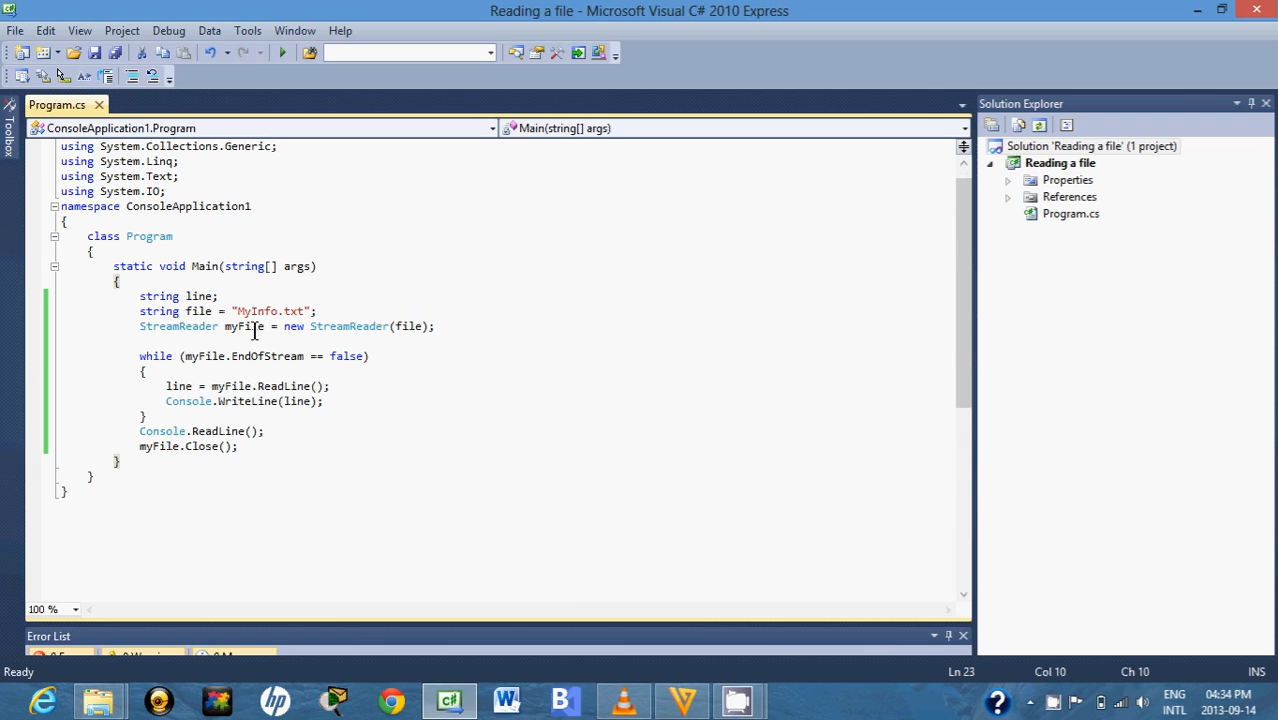 Reading a file - Microsoft Visual C# 2010 Express
File Edit View Project Debug Data Tools Window Help
Program.cs
Solution Explorer
Toolbox
ConsoleApplication1.Program
Main(string[] args)
Solution 'Reading a file' (1 project)
Reading a file
Properties
References
Program.cs
using System.Collections.Generic;
using System.Linq;
using System.Text;
using System.IO;
namespace ConsoleApplication1
{
class Program
{
static void Main(string[] args)
{
string line;
string file = "MyInfo.txt";
StreamReader myFile = new StreamReader(file);
while (myFile.EndOfStream == false)
{
line = myFile.ReadLine();
Console.WriteLine(line);
}
Console.ReadLine();
myFile.Close();
}
}
}
100 %
Error List
Ready
Ln 23
Col 10
Ch 10
INS
ENG
INTL
04:34 PM
2013-09-14